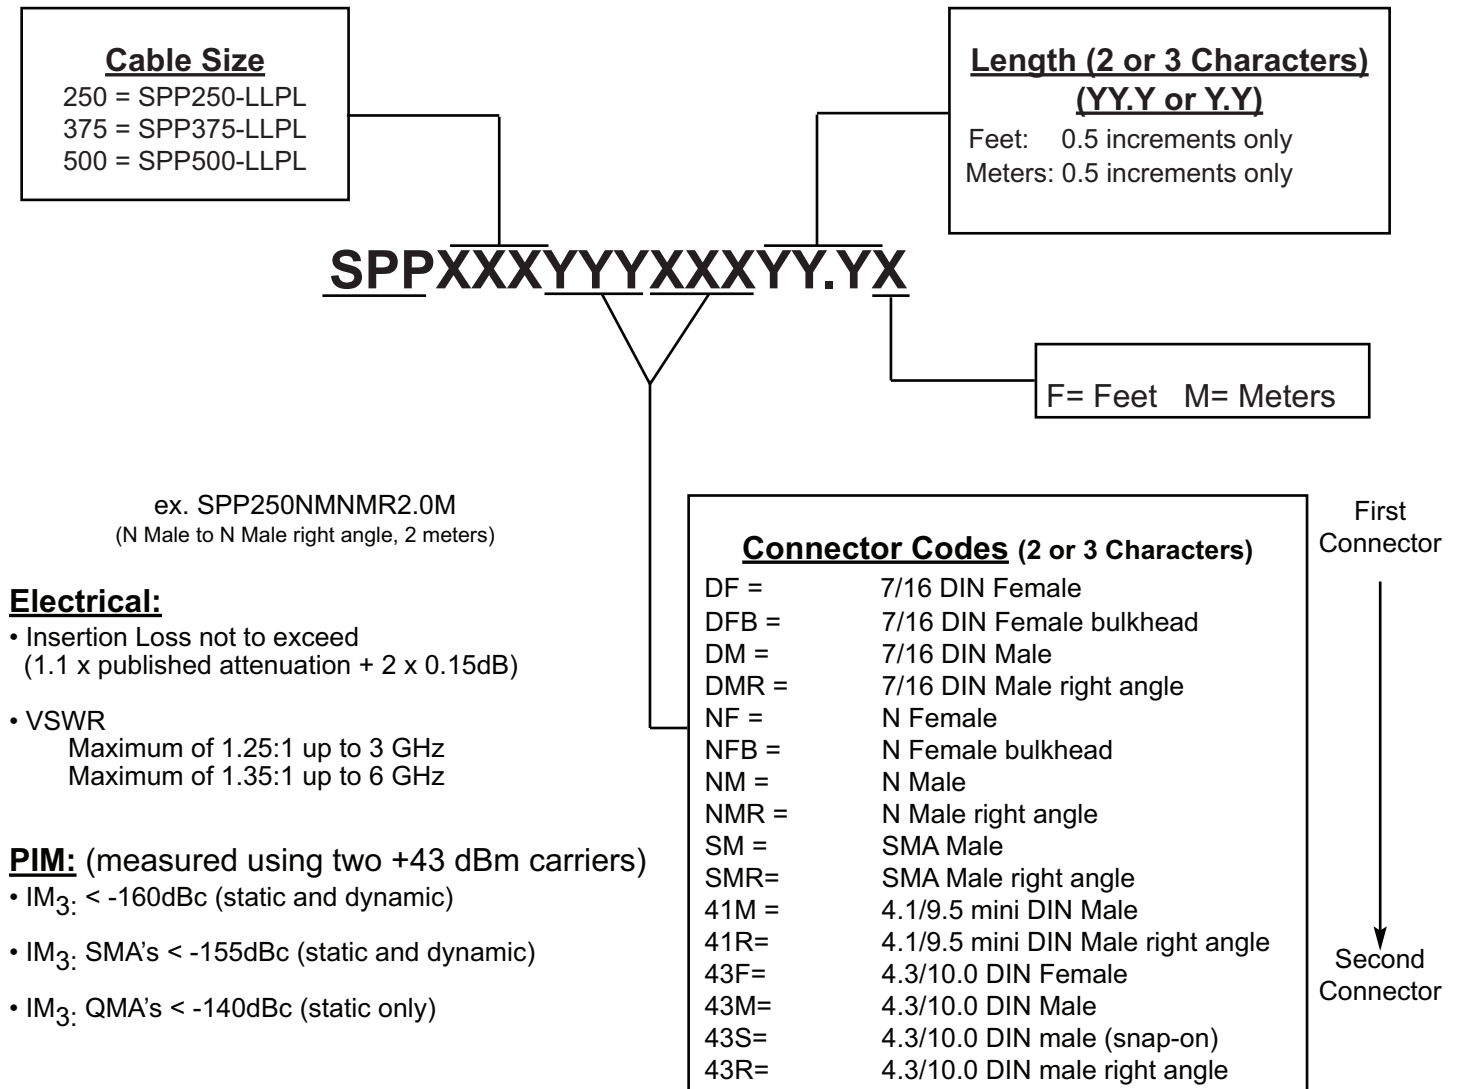 Cable Size
250 = SPP250-LLPL
375 = SPP375-LLPL
500 = SPP500-LLPL
Length (2 or 3 Characters)
(YY.Y or Y.Y)
Feet: 0.5 increments only
Meters: 0.5 increments only
SPPXXXYYYXXXYY.YX
F= Feet M= Meters
ex. SPP250NMNMR2.0M
(N Male to N Male right angle, 2 meters)
Electrical:
• Insertion Loss not to exceed
(1.1 x published attenuation + 2 x 0.15dB)
• VSWR
Maximum of 1.25:1 up to 3 GHz
Maximum of 1.35:1 up to 6 GHz
PIM: (measured using two +43 dBm carriers)
• IM3: < -160dBc (static and dynamic)
• IM3: SMA's < -155dBc (static and dynamic)
• IM3: QMA's < -140dBc (static only)
Connector Codes (2 or 3 Characters)
DF = 7/16 DIN Female
DFB = 7/16 DIN Female bulkhead
DM = 7/16 DIN Male
DMR = 7/16 DIN Male right angle
NF = N Female
NFB = N Female bulkhead
NM = N Male
NMR = N Male right angle
SM = SMA Male
SMR= SMA Male right angle
41M = 4.1/9.5 mini DIN Male
41R= 4.1/9.5 mini DIN Male right angle
43F= 4.3/10.0 DIN Female
43M= 4.3/10.0 DIN Male
43S= 4.3/10.0 DIN male (snap-on)
43R= 4.3/10.0 DIN male right angle
First
Connector
Second
Connector